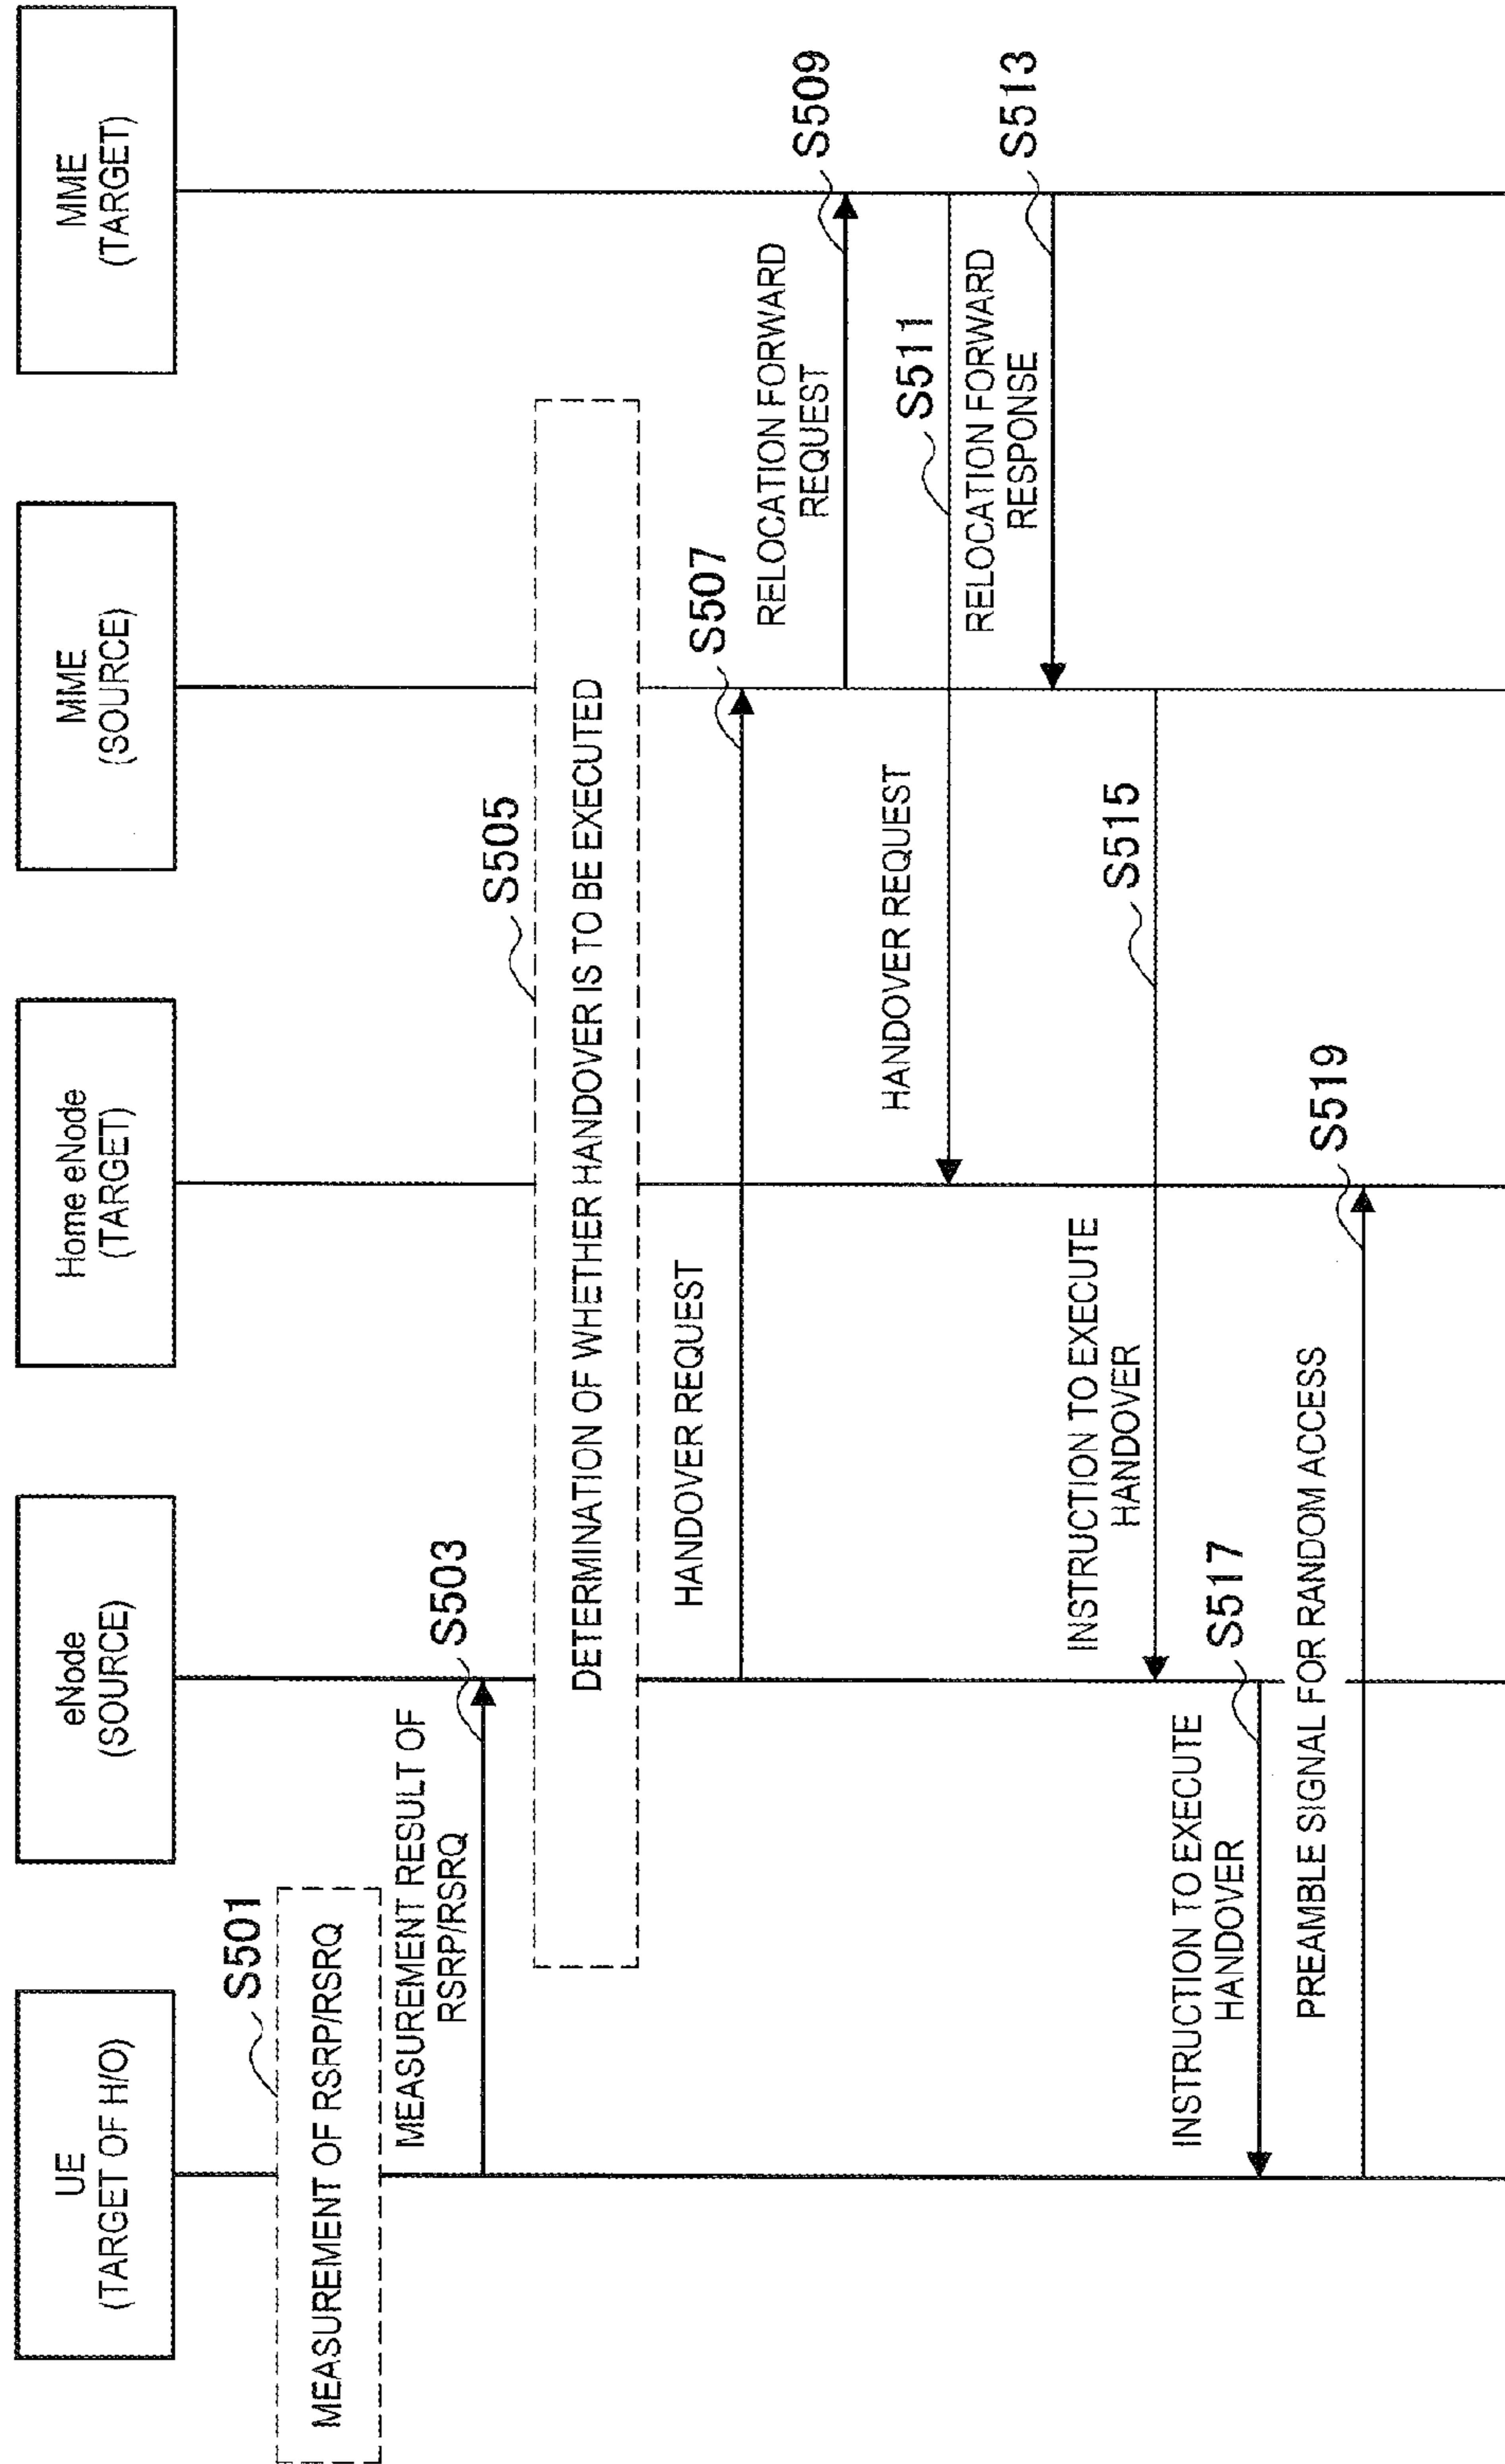 UE
(TARGET OF H/O)
eNode
(SOURCE)
Home eNode
(TARGET)
MME
(SOURCE)
MME
(TARGET)
S501
MEASUREMENT OF RSRP/RSRQ
MEASUREMENT RESULT OF
RSRP/RSRQ
S503
S505
DETERMINATION OF WHETHER HANDOVER IS TO BE EXECUTED
HANDOVER REQUEST
S507
RELOCATION FORWARD
REQUEST
S509
HANDOVER REQUEST
S511
RELOCATION FORWARD
RESPONSE
S513
INSTRUCTION TO EXECUTE
HANDOVER
S515
INSTRUCTION TO EXECUTE
HANDOVER
S517
PREAMBLE SIGNAL FOR RANDOM ACCESS
S519